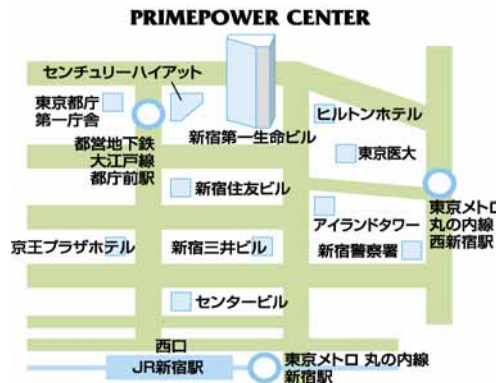 PRIMEPOWER CENTER
センチュリーハイアット
東京都庁
第一庁舎
新宿第一生命ビル
ヒルトンホテル
都営地下鉄
大江戸線
都庁前駅
東京医大
新宿住友ビル
アイランドタワー
東京メトロ
丸の内線
西新宿駅
京王プラザホテル
新宿三井ビル
新宿警察署
センタービル
西口
JR新宿駅
東京メトロ 丸の内線
新宿駅